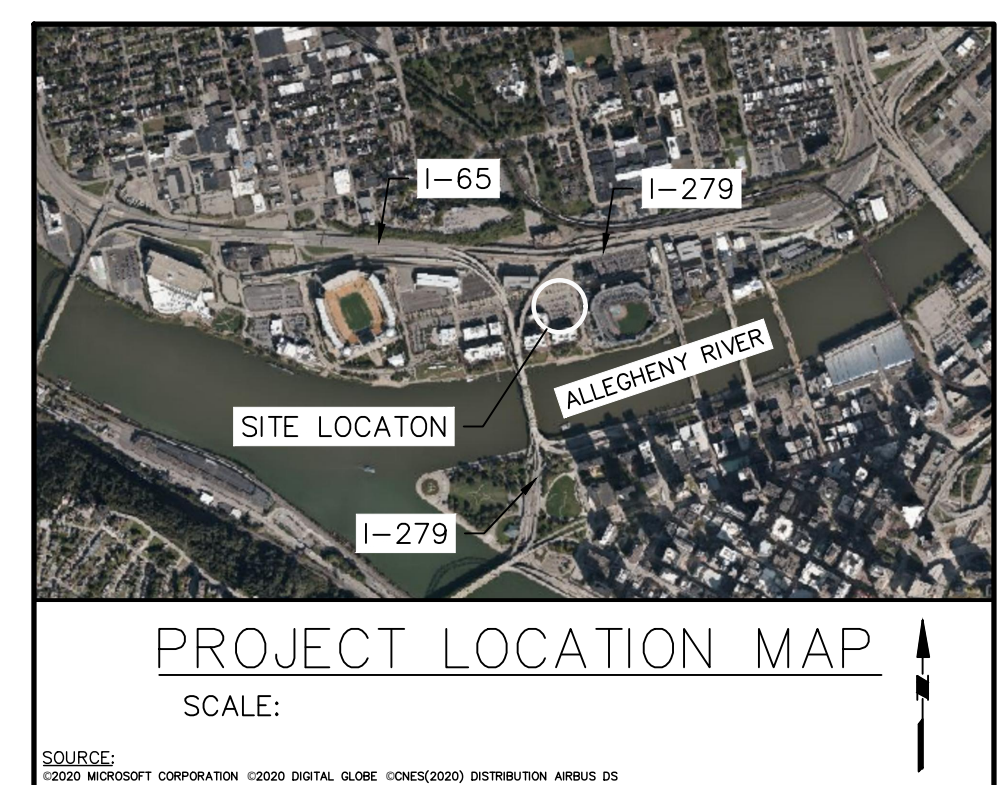 I-65
I-279
ALLEGHENY RIVER
SITE LOCATON
I-279
PROJECT LOCATION MAP
SCALE:
SOURCE:
©2020 MICROSOFT CORPORATION ©2020 DIGITAL GLOBE ©CNES(2020) DISTRIBUTION AIRBUS DS